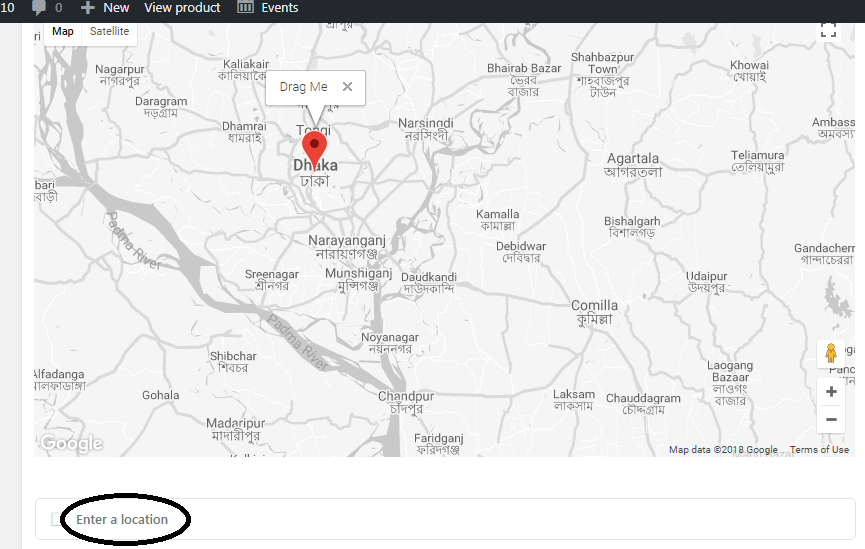 10 0 New View product Events
Map Satellite
Nagarpur
নাগরপুর
Kaliakair
Drag Me
Bhairab Bazar
ভৈরব
বাজার
Shahbazpur
Town
শাহবাজপুর
টাউন
Khowai
খোয়াই
Daragram
দড়গ্রাম
Dhamrai
ধামরাই
Tongi
Narsingdi
নরসিংদী
Dhaka
ঢাকা
Agartala
আগরতলা
Teliamura
তেলিয়ামুরা
Padma River
Kamalla
কামাল্লা
Bishalgarh
বিশালগড়
Narayanganj
নারায়ণগঞ্জ
Debidwar
দেবিদ্বার
Gandacherra
গান্দাচেররা
Sreenagar
শ্রীনগর
Munshiganj
মুন্সিগঞ্জ
Daudkandi
দাউদকান্দি
Udaipur
উদয়পুর
Comilla
কুমিল্লা
Padma River
Noyanagar
নয়নগর
Shibchar
শিবচর
Alfadanga
আলফাডাঙ্গা
Gohala
Chandpur
চাঁদপুর
Laksam
লাকসাম
Chauddagram
চৌদ্দগ্রাম
Laogang
Bazaar
লাওগং
বাজার
Madaripur
মাদারীপুর
Faridganj
ফরিদগঞ্জ
Google
Map data ©2018 Google Terms of Use
Enter a location